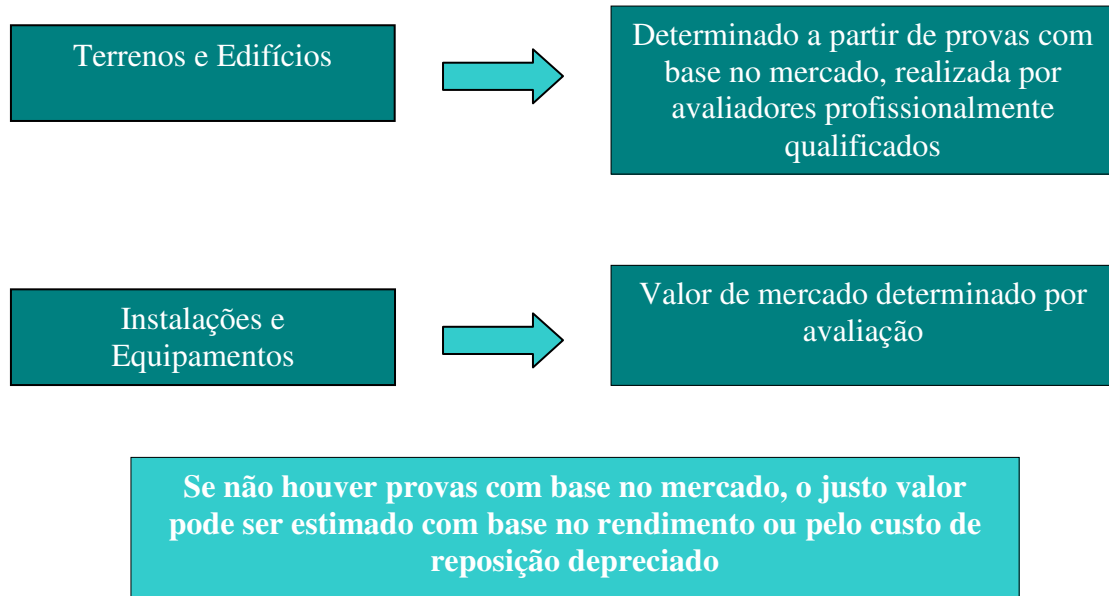 Terrenos e Edifícios
Determinado a partir de provas com
base no mercado, realizada por
avaliadores profissionalmente
qualificados
Instalações e
Equipamentos
Valor de mercado determinado por
avaliação
Se não houver provas com base no mercado, o justo valor
pode ser estimado com base no rendimento ou pelo custo de
reposição depreciado